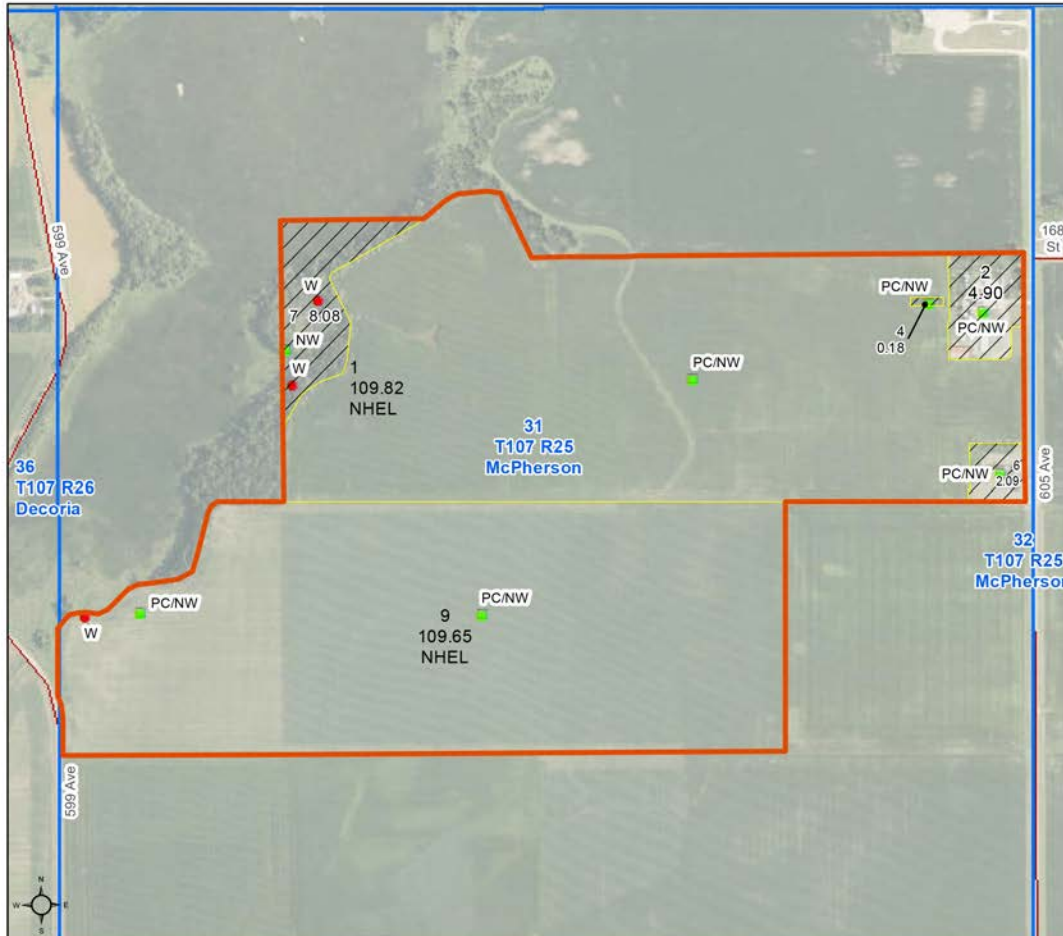 599 Ave
168
St
2
4.90
PC/NW
PC/NW
4
0.18
W
7 8.08
NW
W
1
109.82
NHEL
PC/NW
31
T107 R25
McPherson
36
T107 R26
Decoria
PC/NW
6
2.09
605 Ave
32
T107 R25
McPherson
PC/NW
W
PC/NW
9
109.65
NHEL
599 Ave
N
W
E
S